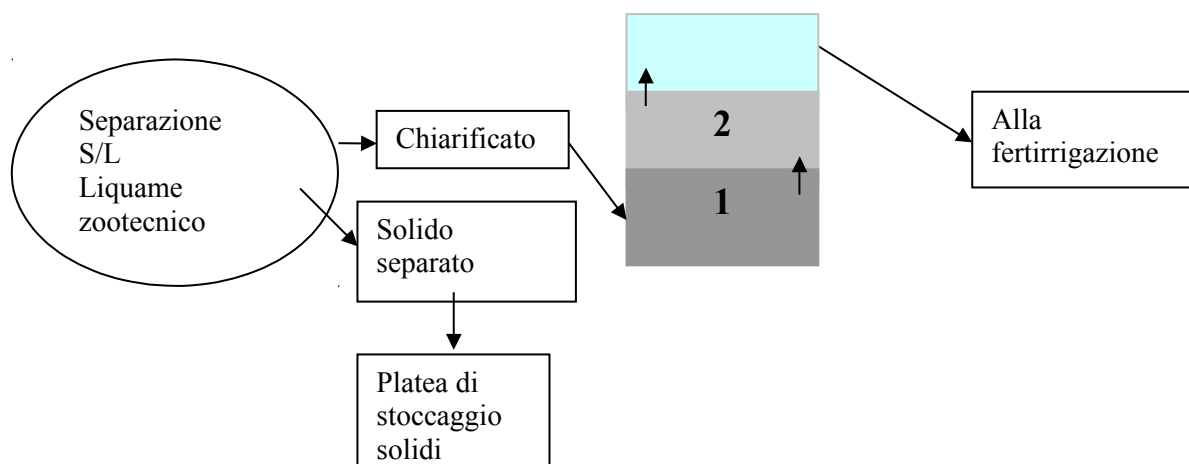 Separazione
S/L
Liquame
zootecnico
Chiarificato
Solido
separato
Platea di
stoccaggio
solidi
2
1
Alla
fertirrigazione